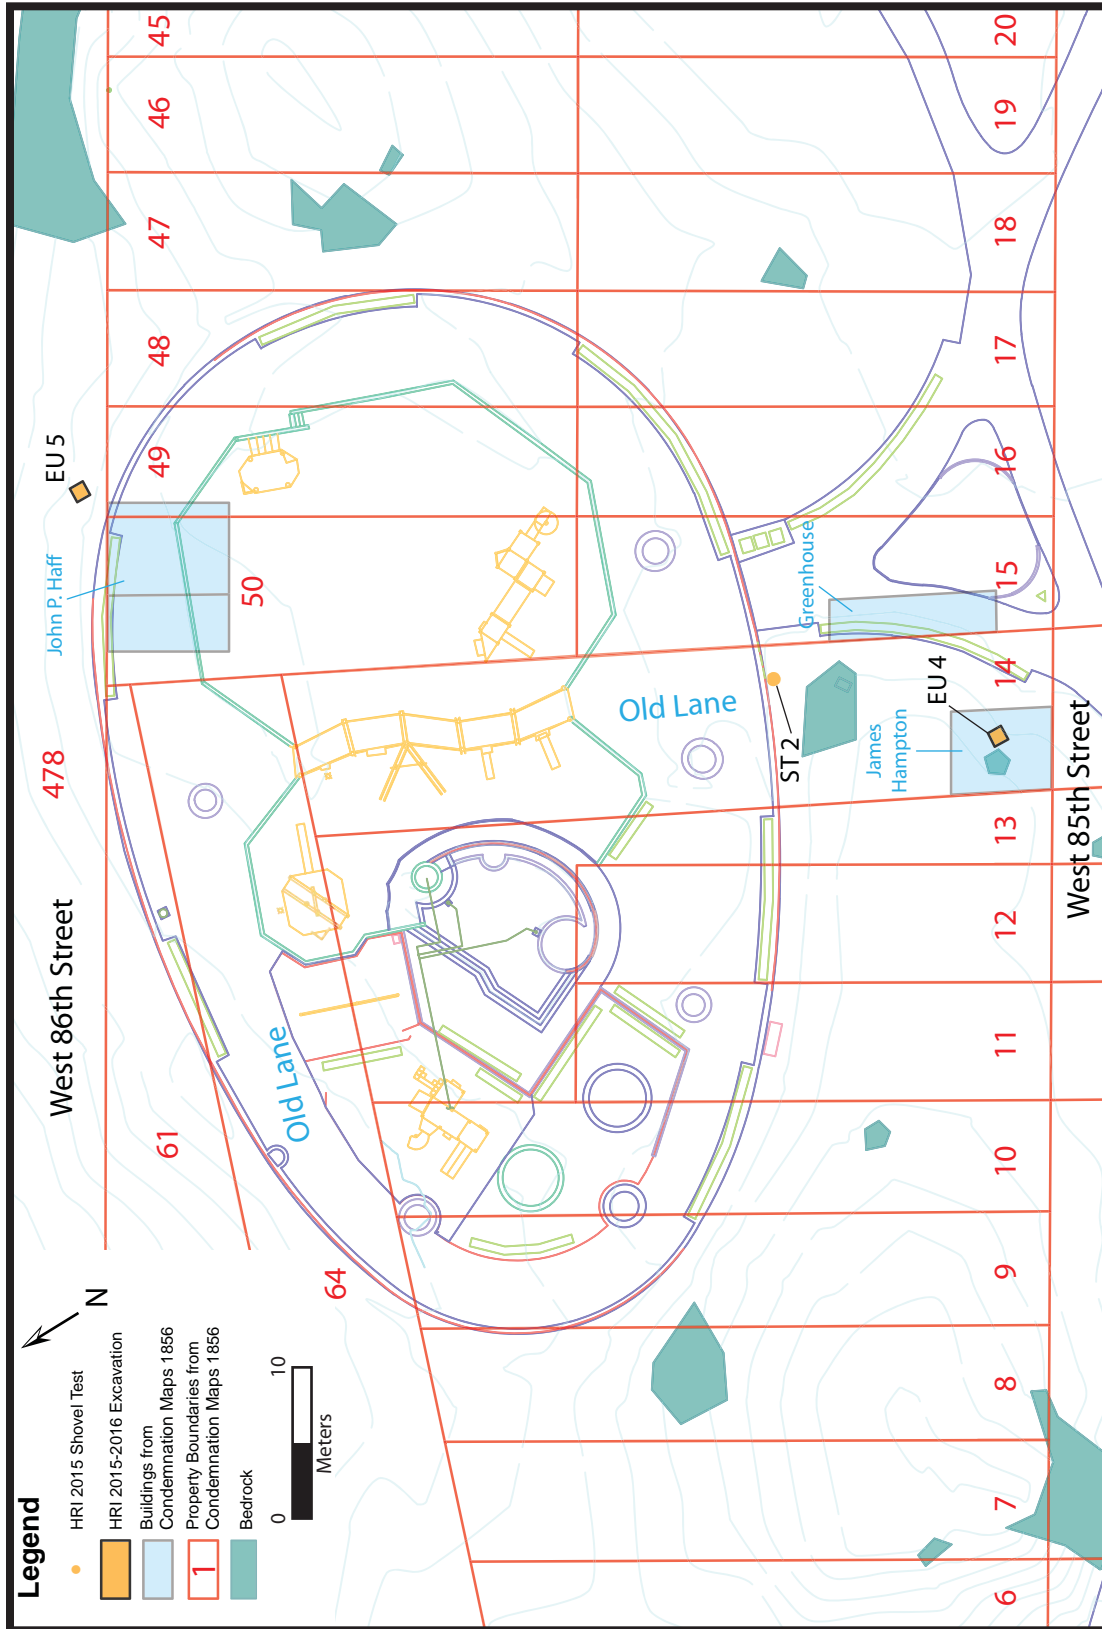 Legend
HRI 2015 Shovel Test
HRI 2015-2016 Excavation
Buildings from
Condemnation Maps 1856
1
Property Boundaries from
Condemnation Maps 1856
Bedrock
0
10
Meters
N
West 86th Street
478
EU 5
John P. Haff
61
64
50
49
48
47
46
45
Old Lane
Old Lane
ST 2
Greenhouse
James
Hampton
EU 4
6
7
8
9
10
11
12
13
14
15
16
17
18
19
20
West 85th Street